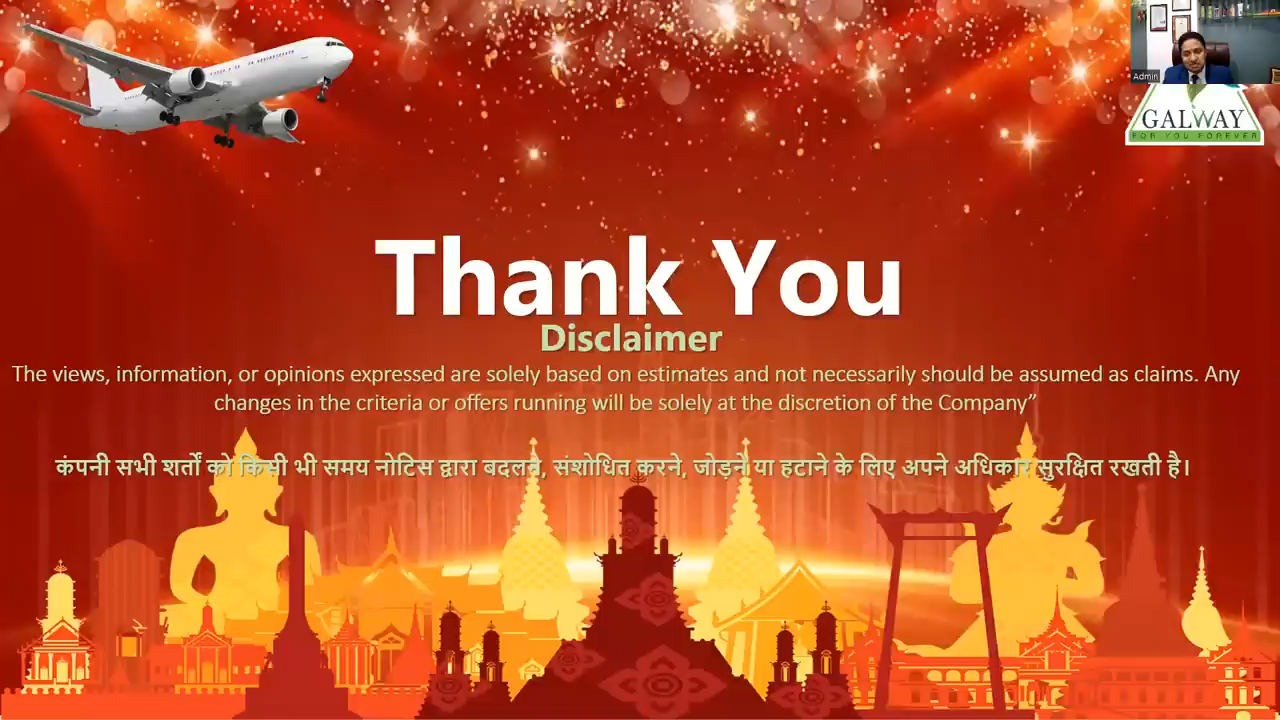 Admin
GALWAY
FOR YOU FOREVER
Thank You
Disclaimer
The views, information, or opinions expressed are solely based on estimates and not necessarily should be assumed as claims. Any
changes in the criteria or offers running will be solely at the discretion of the Company”
कंपनी सभी शर्तों को किसी भी समय नोटिस द्वारा बदलने, संशोधित करने, जोड़ने या हटाने के लिए अपने अधिकार सुरक्षित रखती है।